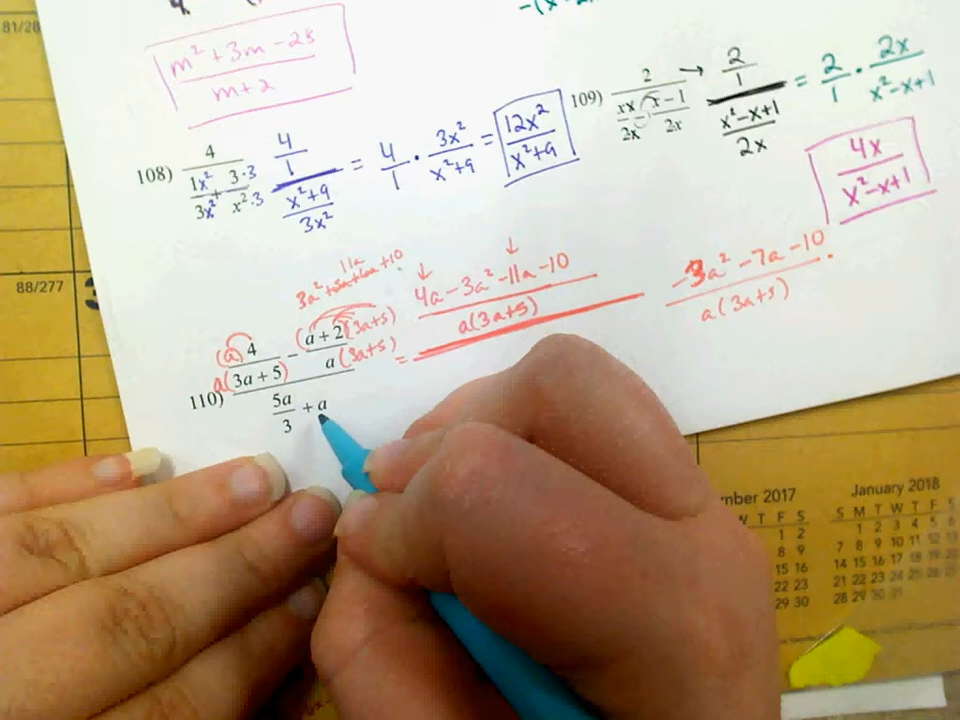 81/28
m² + 3m - 28
m + 2
108) 4 / (1x²/3x² + 3·3/x²·3) 4/1 / (x²+9)/3x² = 4/1 · 3x²/(x²+9) = 12x²/(x²+9)
109) 2 / (xx/2x - (x-1)/2x) → 2/1 / (x²-x+1)/2x = 2/1 · 2x/(x²-x+1)
4x
x²-x+1
88/277
11a
4a - 3a² - 11a - 10
-3a² - 7a - 10
a(3a+5)
a(3a+5)
110) (a)4 / a(3a + 5) - (a + 2)(3a+5) / a(3a+5) =
5a/3 + a
mber 2017
W T F S
1 2
8 9
15 16
22 23
29 30
January 2018
S M T W T F S
1 2 3 4 5 6
7 8 9 10 11 12 13
14 15 16 17 18 19 20
21 22 23 24 25 26 27
28 29 30 31